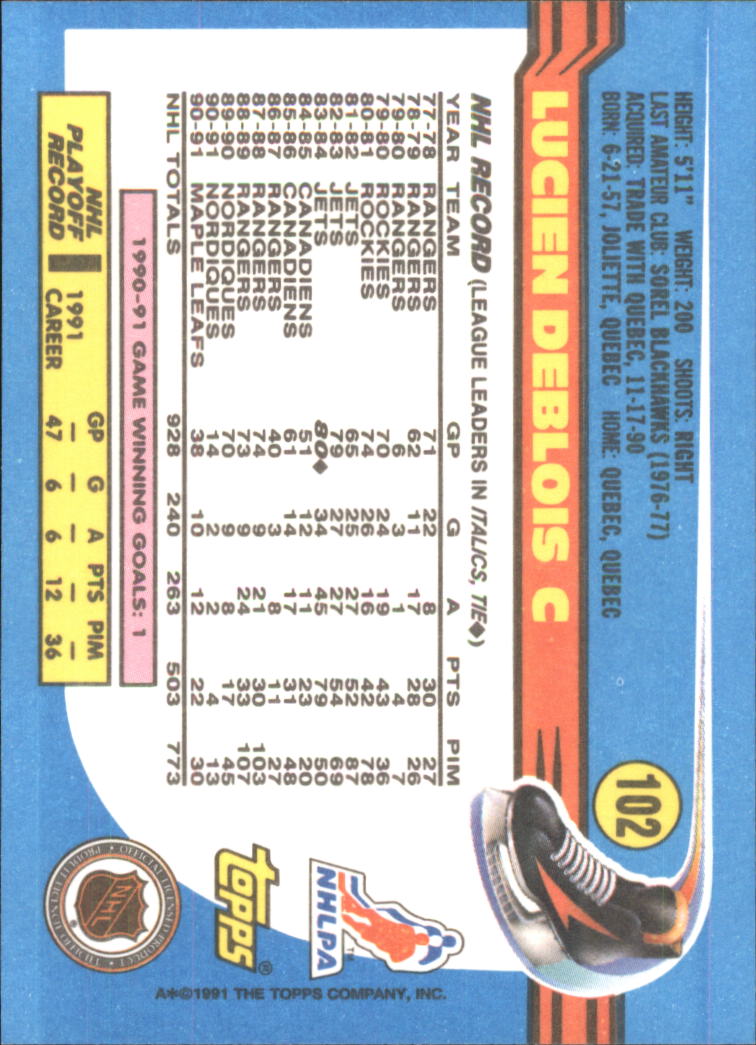 HEIGHT: 5'11" WEIGHT: 200 SHOOTS: RIGHT
LAST AMATEUR CLUB: SOREL BLACKHAWKS (1976-77)
ACQUIRED: TRADE WITH QUEBEC, 11-17-90
BORN: 6-21-57, JOLIETTE, QUEBEC HOME: QUEBEC, QUEBEC
102
LUCIEN DEBLOIS C
NHL RECORD (LEAGUE LEADERS IN ITALICS, TIE◆)
YEAR TEAM GP G A PTS PIM
77-78 RANGERS 71 22 8 30 27
78-79 RANGERS 62 11 17 28 26
79-80 RANGERS 6 3 1 4 7
79-80 ROCKIES 70 24 19 43 36
80-81 ROCKIES 74 26 16 42 78
81-82 JETS 65 25 27 52 87
82-83 JETS 79 27 27 54 69
83-84 JETS 80◆ 34 45 79 50
84-85 CANADIENS 51 12 11 23 20
85-86 CANADIENS 61 14 17 31 48
86-87 RANGERS 40 3 8 11 27
87-88 RANGERS 74 9 21 30 103
88-89 RANGERS 73 9 24 33 107
89-90 NORDIQUES 70 9 8 17 45
90-91 NORDIQUES 14 2 2 4 13
90-91 MAPLE LEAFS 38 10 12 22 30
NHL TOTALS 928 240 263 503 773
1990-91 GAME WINNING GOALS: 1
NHL PLAYOFF RECORD
GP G A PTS PIM
1991 — — — — —
CAREER 47 6 6 12 36
NHLPA™
TOPPS®
OFFICIAL LICENSED PRODUCT • PRODUIT LICENCIÉ OFFICIEL •
NHL
®
A*©1991 THE TOPPS COMPANY, INC.